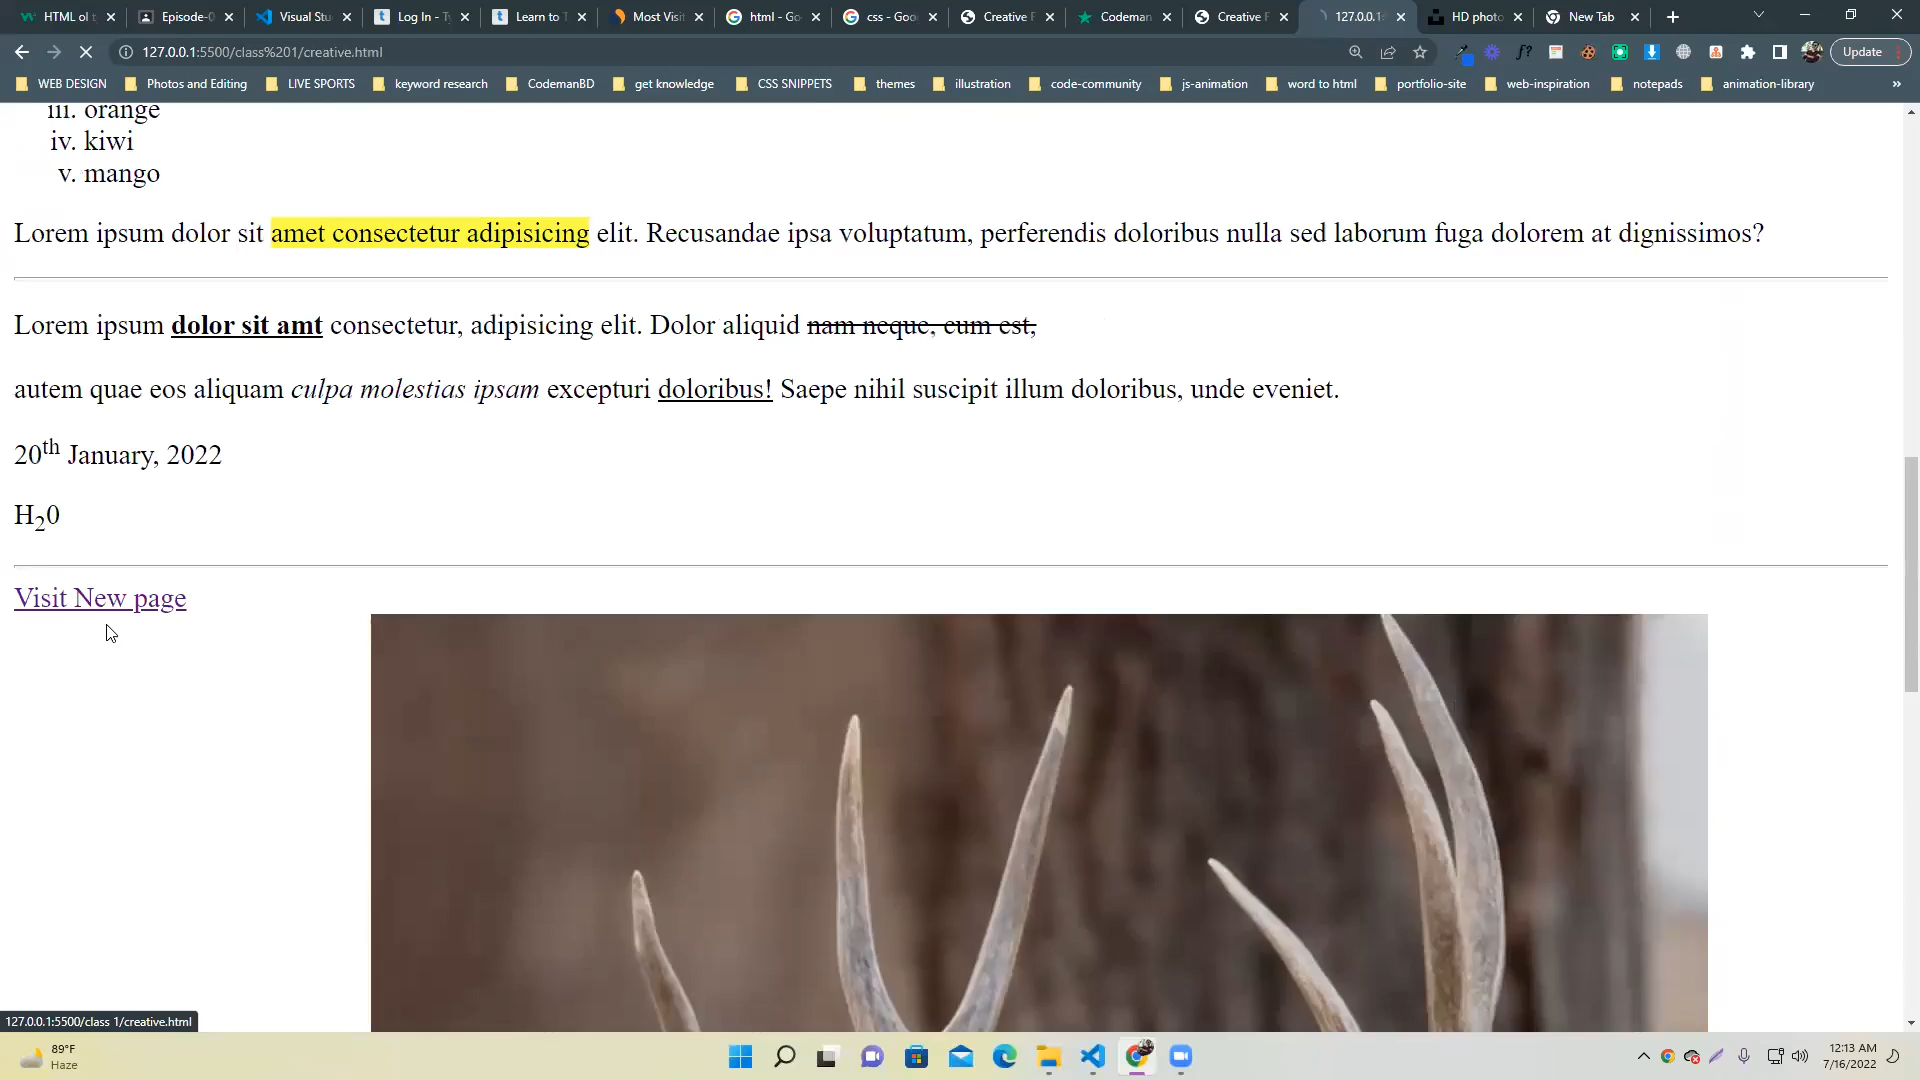 HTML ol t
Episode-0
Visual Stu
Log In - Ty
Learn to T
Most Visit
html - Go
css - Goo
Creative F
Codeman
Creative F
127.0.0.1:
HD photo
New Tab
127.0.0.1:5500/class%201/creative.html
Update
WEB DESIGN
Photos and Editing
LIVE SPORTS
keyword research
CodemanBD
get knowledge
CSS SNIPPETS
themes
illustration
code-community
js-animation
word to html
portfolio-site
web-inspiration
notepads
animation-library
»
iii. orange
iv. kiwi
v. mango
Lorem ipsum dolor sit amet consectetur adipisicing elit. Recusandae ipsa voluptatum, perferendis doloribus nulla sed laborum fuga dolorem at dignissimos?
Lorem ipsum dolor sit amt consectetur, adipisicing elit. Dolor aliquid nam neque, cum est,
autem quae eos aliquam culpa molestias ipsam excepturi doloribus! Saepe nihil suscipit illum doloribus, unde eveniet.
20th January, 2022
H20
Visit New page
127.0.0.1:5500/class 1/creative.html
89°F
Haze
12:13 AM
7/16/2022